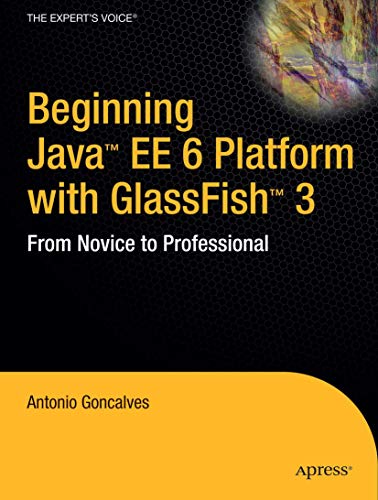 THE EXPERT'S VOICE®
Beginning
Java™ EE 6 Platform
with GlassFish™ 3
From Novice to Professional
Antonio Goncalves
Apress®